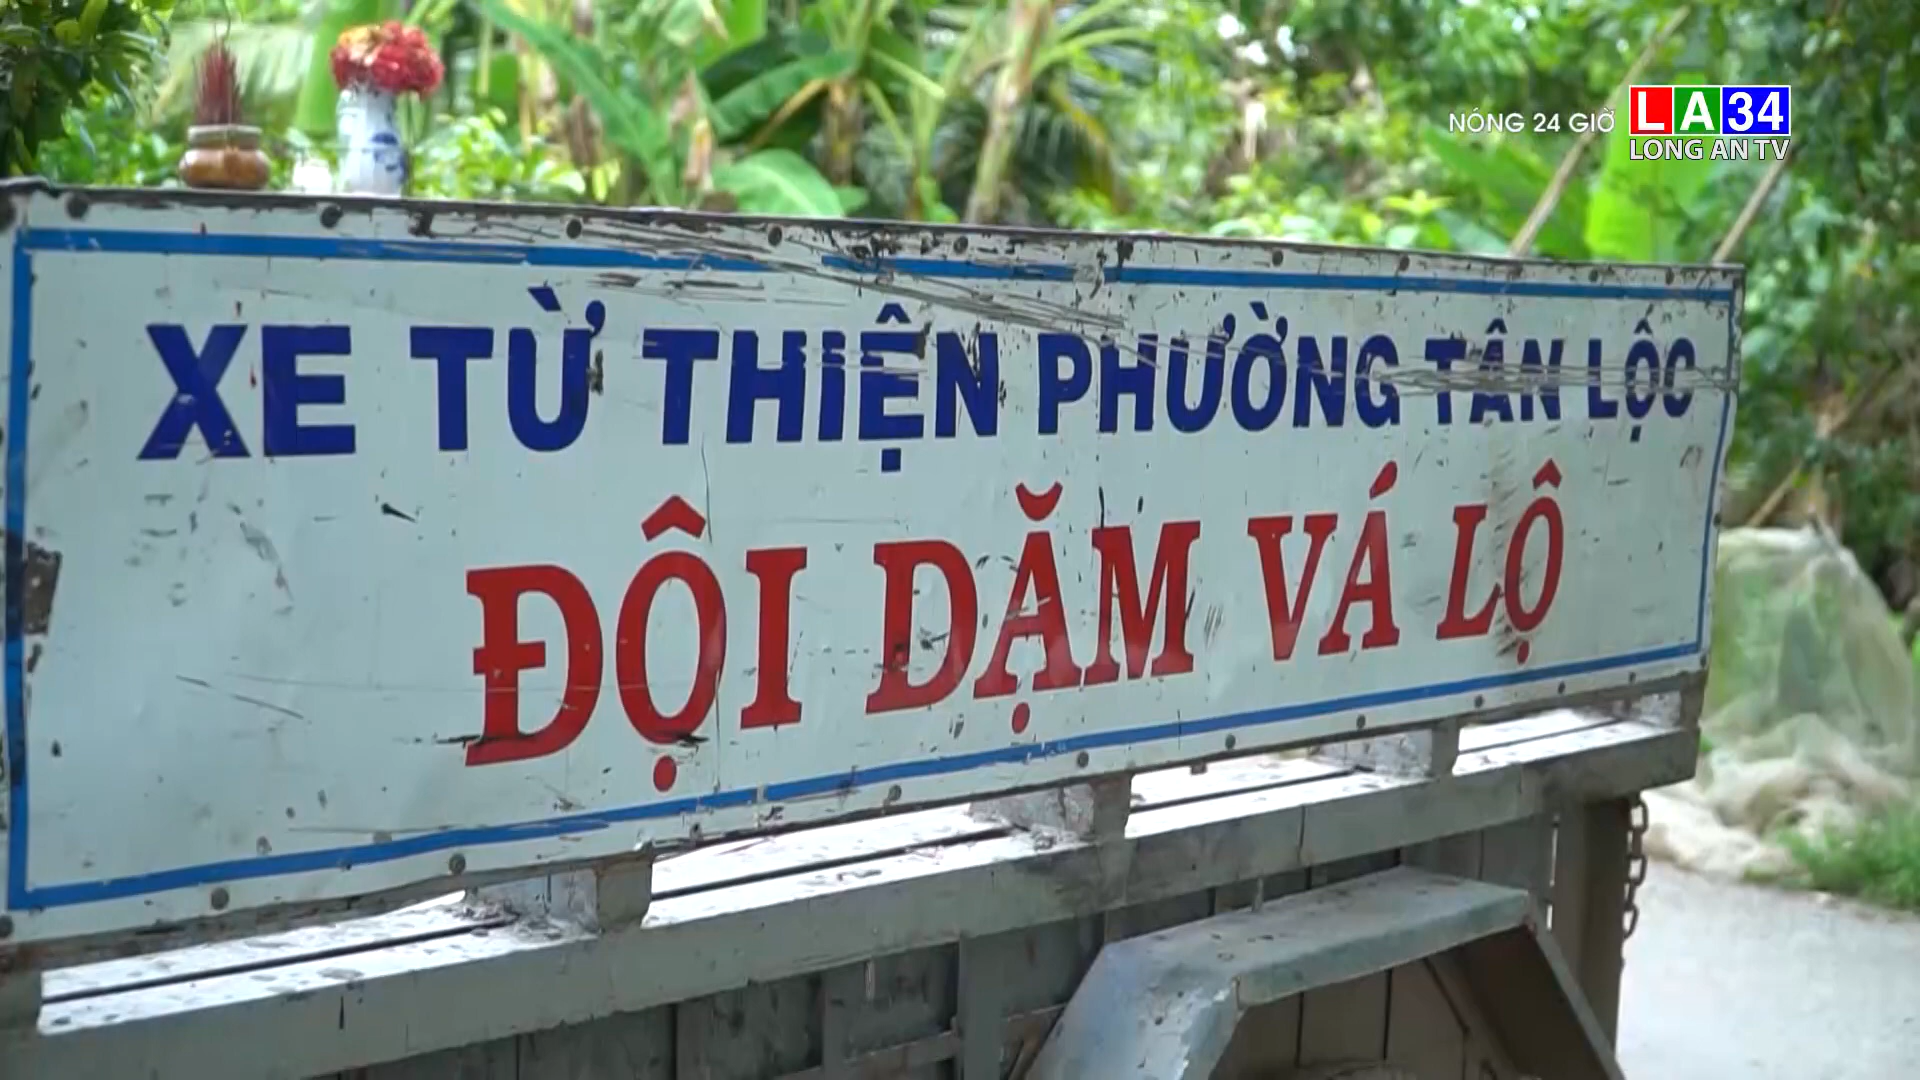 NÓNG 24 GIỜ LA34
LONG AN TV
XE TỪ THIỆN PHƯỜNG TÂN LỘC
ĐỘI DẶM VÁ LỘ